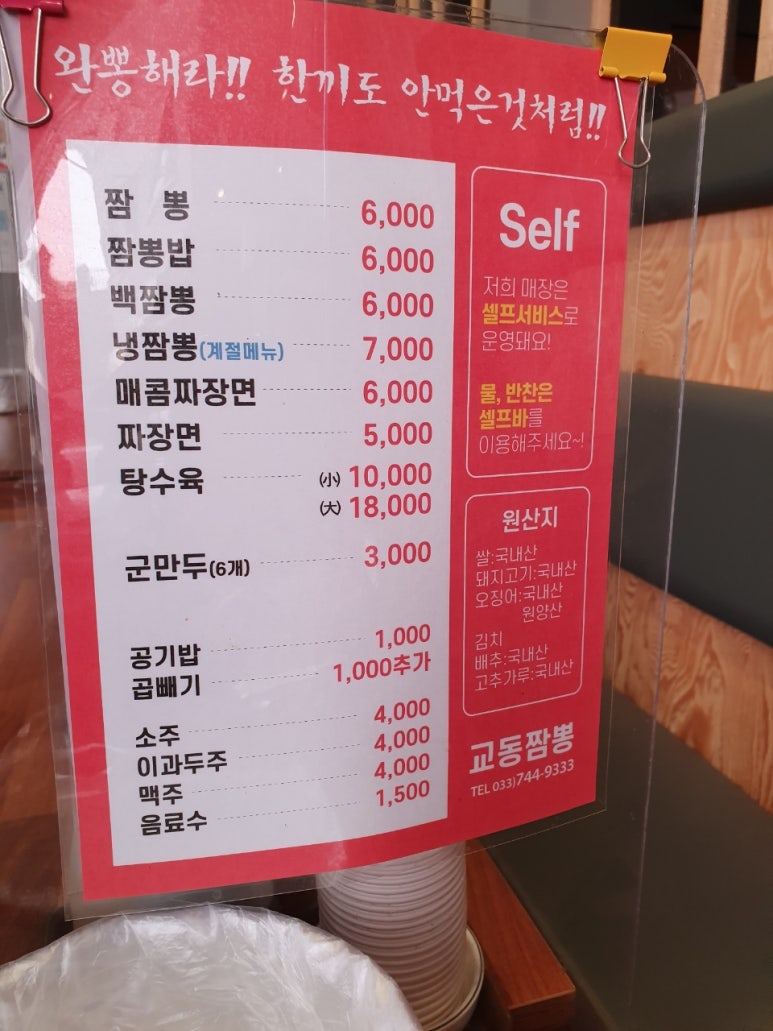 완뽕해라!! 한끼도 안먹은것처럼!!
짬 뽕 6,000
짬뽕밥 6,000
백짬뽕 6,000
냉짬뽕(계절메뉴) 7,000
매콤짜장면 6,000
짜장면 5,000
탕수육 (小) 10,000
(大) 18,000
군만두(6개) 3,000
공기밥 1,000
곱빼기 1,000추가
소주 4,000
이과두주 4,000
맥주 4,000
음료수 1,500
Self
저희 매장은
셀프서비스로
운영돼요!
물, 반찬은
셀프바를
이용해주세요~!
원산지
쌀:국내산
돼지고기:국내산
오징어:국내산
원양산
김치
배추:국내산
고추가루:국내산
교동짬뽕
TEL 033)744-9333